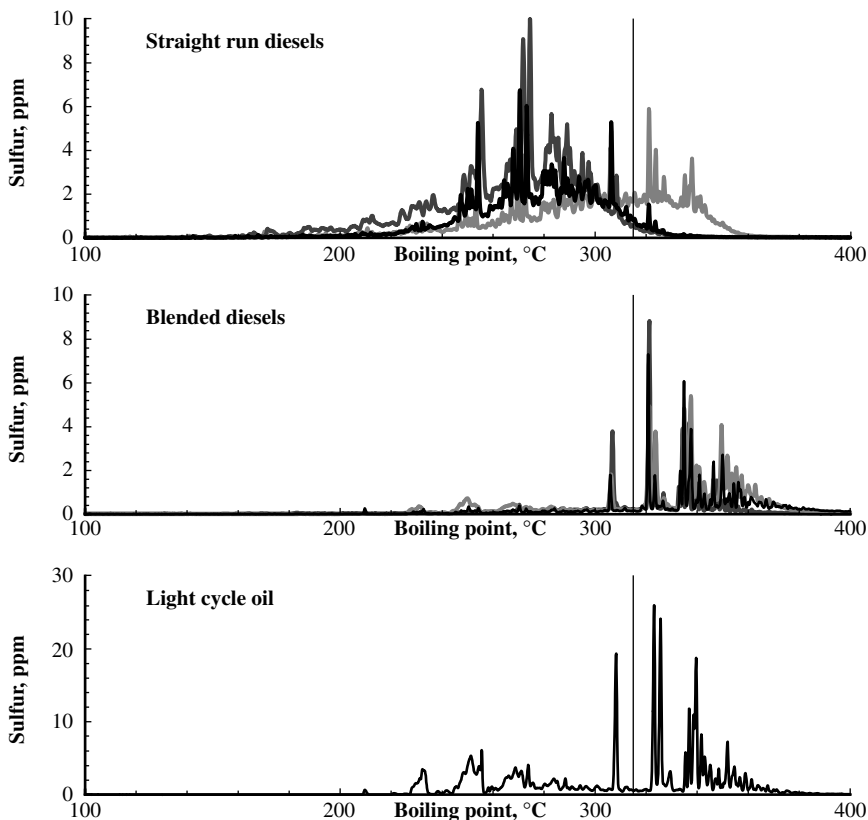 10
Straight run diesels
8
6
Sulfur, ppm
4
2
0
100 200 300 400
Boiling point, °C
10
Blended diesels
8
6
Sulfur, ppm
4
2
0
100 200 300 400
Boiling point, °C
30
Light cycle oil
20
Sulfur, ppm
10
0
100 200 300 400
Boiling point, °C